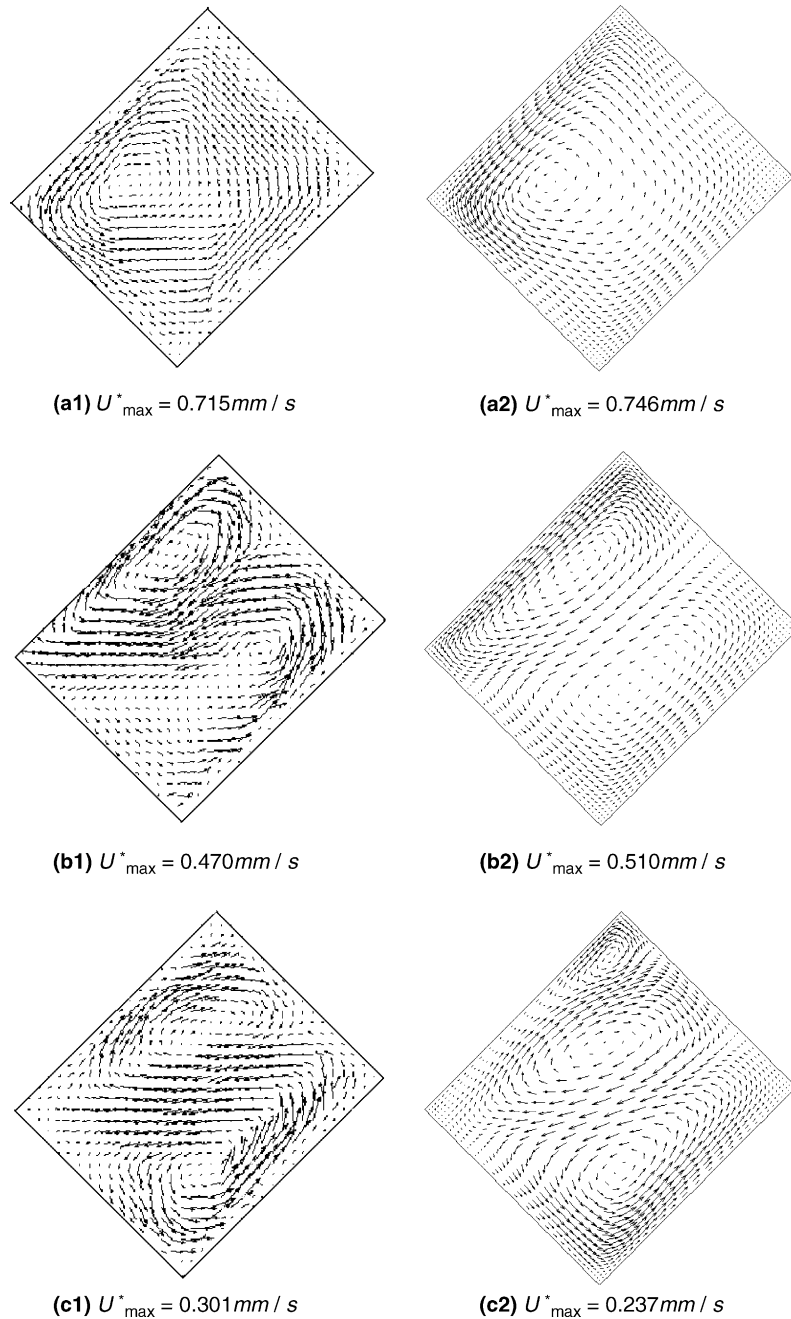 (a1) U*max = 0.715mm / s
(a2) U*max = 0.746mm / s
(b1) U*max = 0.470mm / s
(b2) U*max = 0.510mm / s
(c1) U*max = 0.301mm / s
(c2) U*max = 0.237mm / s